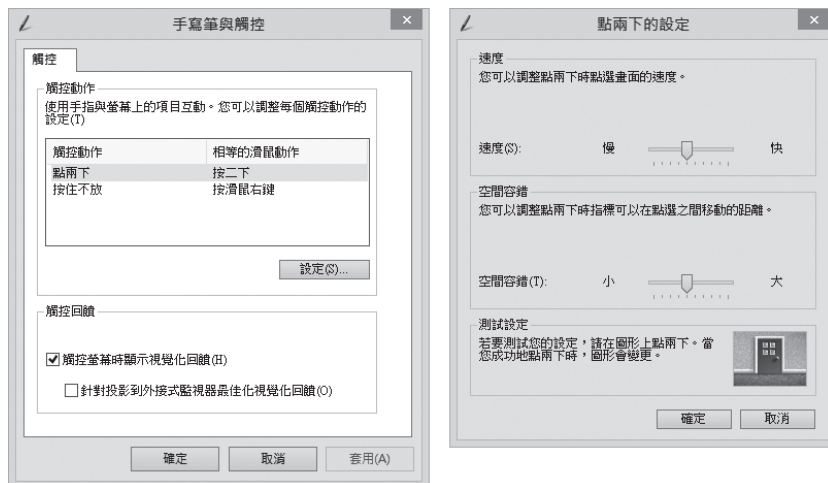 手寫筆與觸控
觸控
觸控動作
使用手指與螢幕上的項目互動。您可以調整每個觸控動作的
設定(T)
觸控動作 相等的滑鼠動作
點兩下 按二下
按住不放 按滑鼠右鍵
設定(S)...
觸控回饋
觸控螢幕時顯示視覺化回饋(H)
針對投影到外接式監視器最佳化視覺化回饋(O)
確定 取消 套用(A)
點兩下的設定
速度
您可以調整點兩下時點選畫面的速度。
速度(S): 慢 快
空間容錯
您可以調整點兩下時指標可以在點選之間移動的距離。
空間容錯(T): 小 大
測試設定
若要測試您的設定，請在圖形上點兩下。當
您成功地點兩下時，圖形會變更。
確定 取消